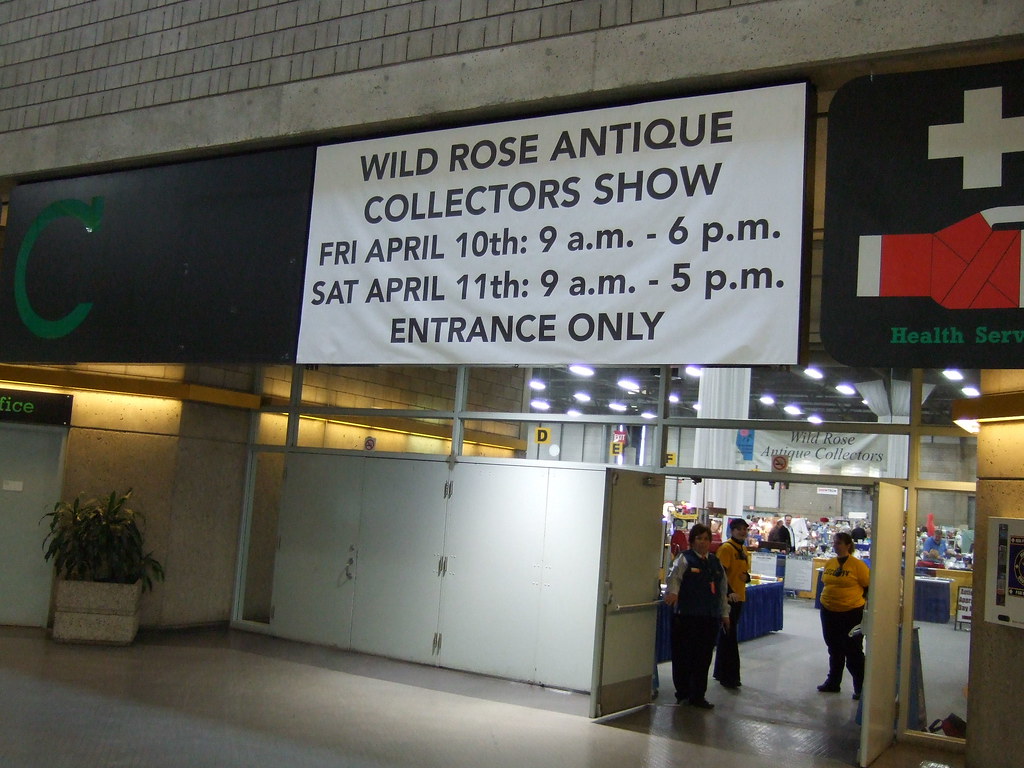 C
WILD ROSE ANTIQUE
COLLECTORS SHOW
FRI APRIL 10th: 9 a.m. - 6 p.m.
SAT APRIL 11th: 9 a.m. - 5 p.m.
ENTRANCE ONLY
Health Serv
fice
D
E
F
Wild Rose
Antique Collectors